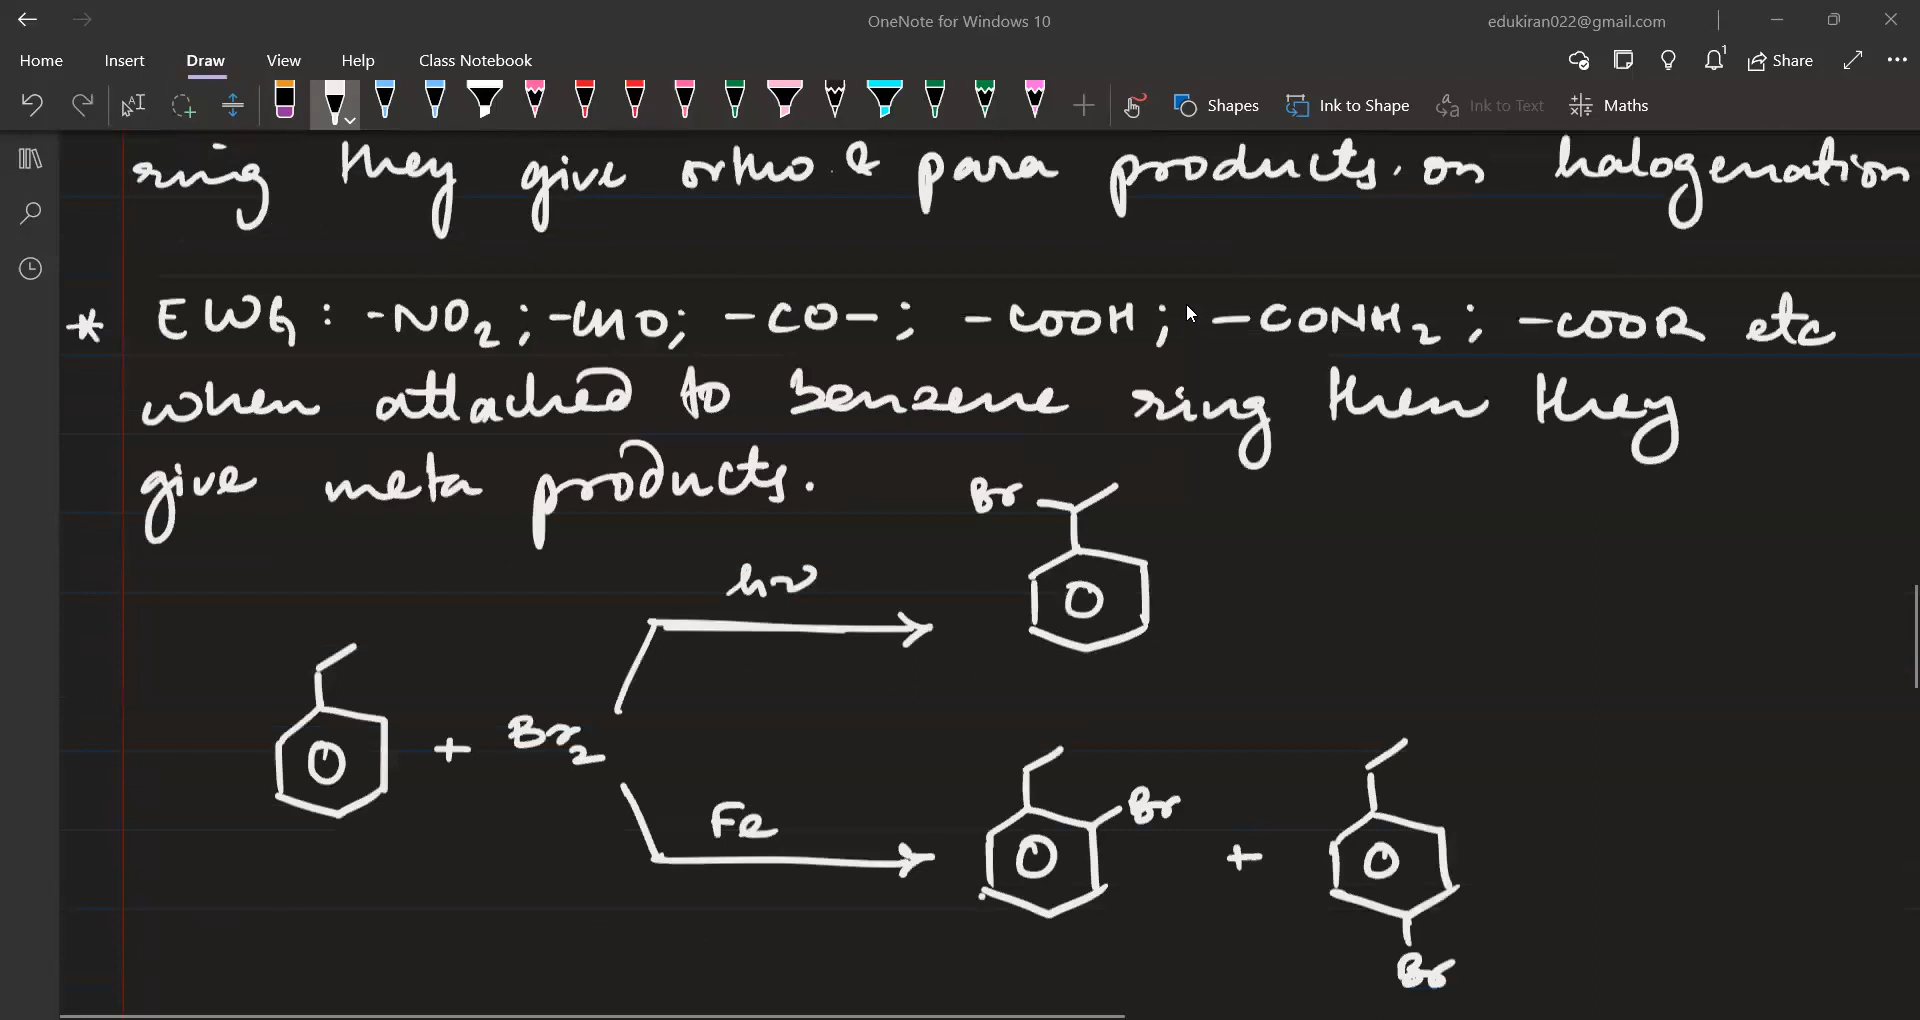 OneNote for Windows 10
edukiran022@gmail.com
Home Insert Draw View Help Class Notebook
1 Share
Shapes Ink to Shape Ink to Text Maths
ring they give ortho & para products. on halogenation
* EWG : -NO2 ; -CHO ; -CO- ; -COOH ; -CONH2 ; -COOR etc
when attached to benzene ring then they
give meta products.
Br
hν
+ Br2
Fe
Br
+
Br